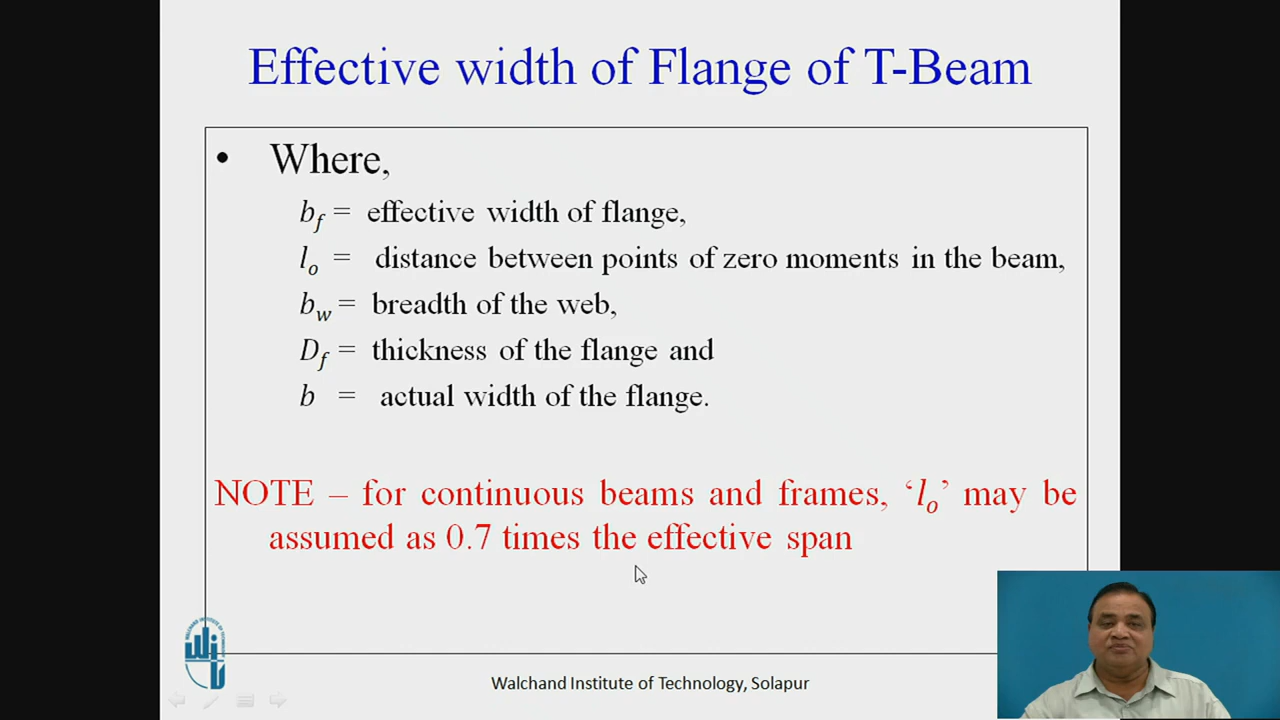 Effective width of Flange of T-Beam
• Where,
b_f = effective width of flange,
l_o = distance between points of zero moments in the beam,
b_w = breadth of the web,
D_f = thickness of the flange and
b = actual width of the flange.
NOTE – for continuous beams and frames, ‘l_o’ may be
assumed as 0.7 times the effective span
Walchand Institute of Technology, Solapur